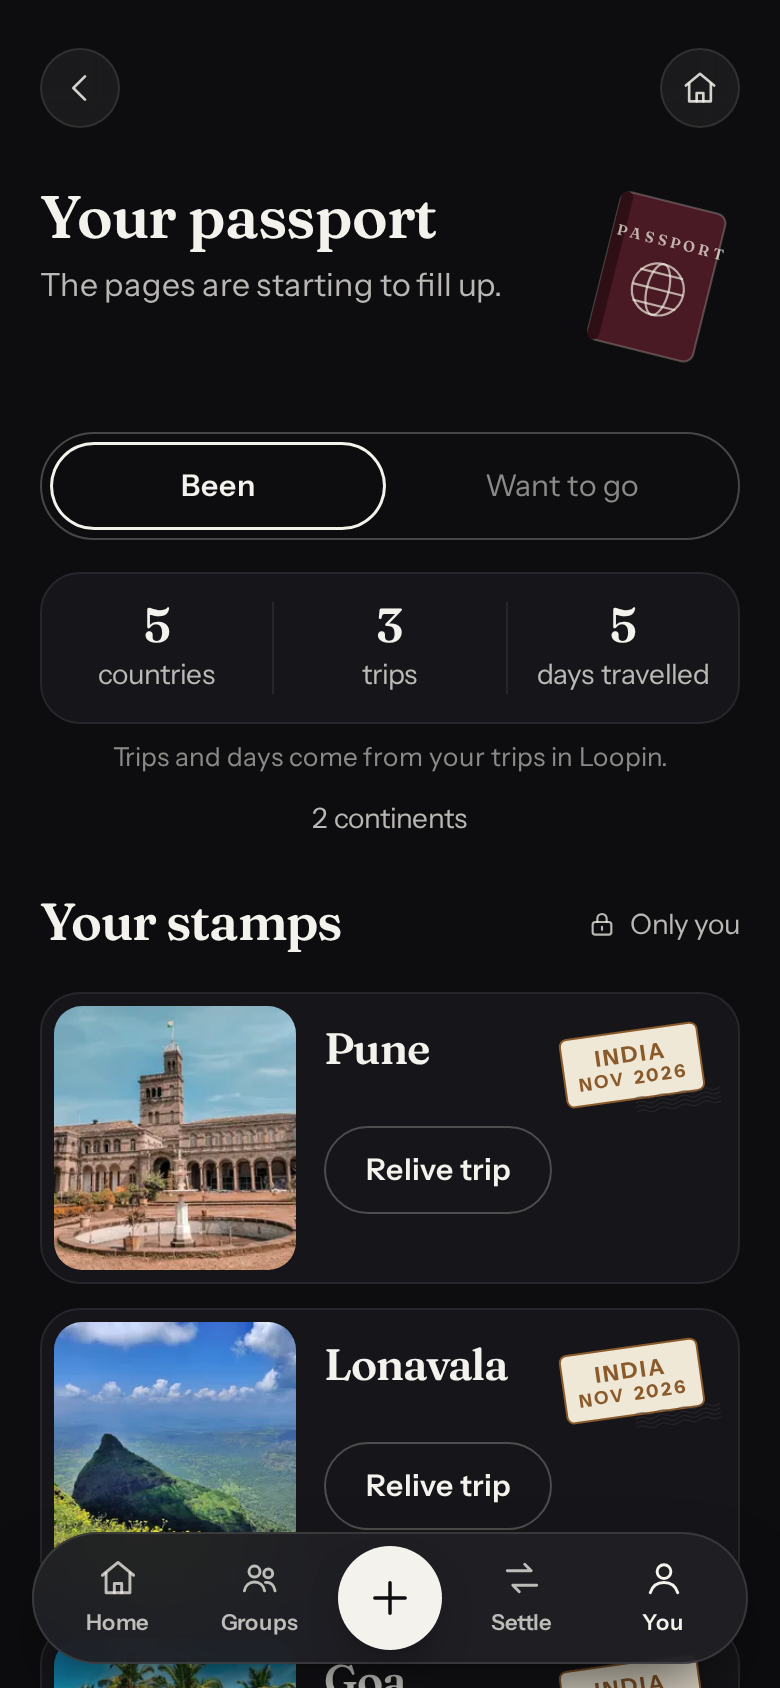 Your passport
The pages are starting to fill up.
PASSPORT
Been
Want to go
5
countries
3
trips
5
days travelled
Trips and days come from your trips in Loopin.
2 continents
Your stamps
Only you
Pune
INDIA
NOV 2026
Relive trip
Lonavala
INDIA
NOV 2026
Relive trip
Home
Groups
Settle
You
Goa
INDIA